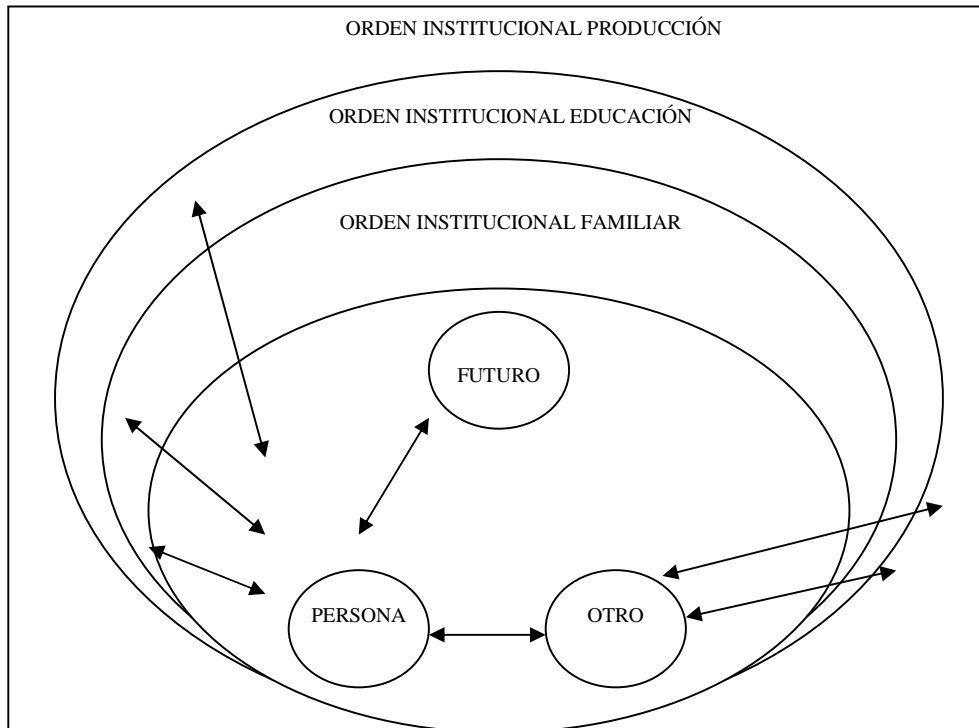 ORDEN INSTITUCIONAL PRODUCCIÓN
ORDEN INSTITUCIONAL EDUCACIÓN
ORDEN INSTITUCIONAL FAMILIAR
FUTURO
PERSONA
OTRO